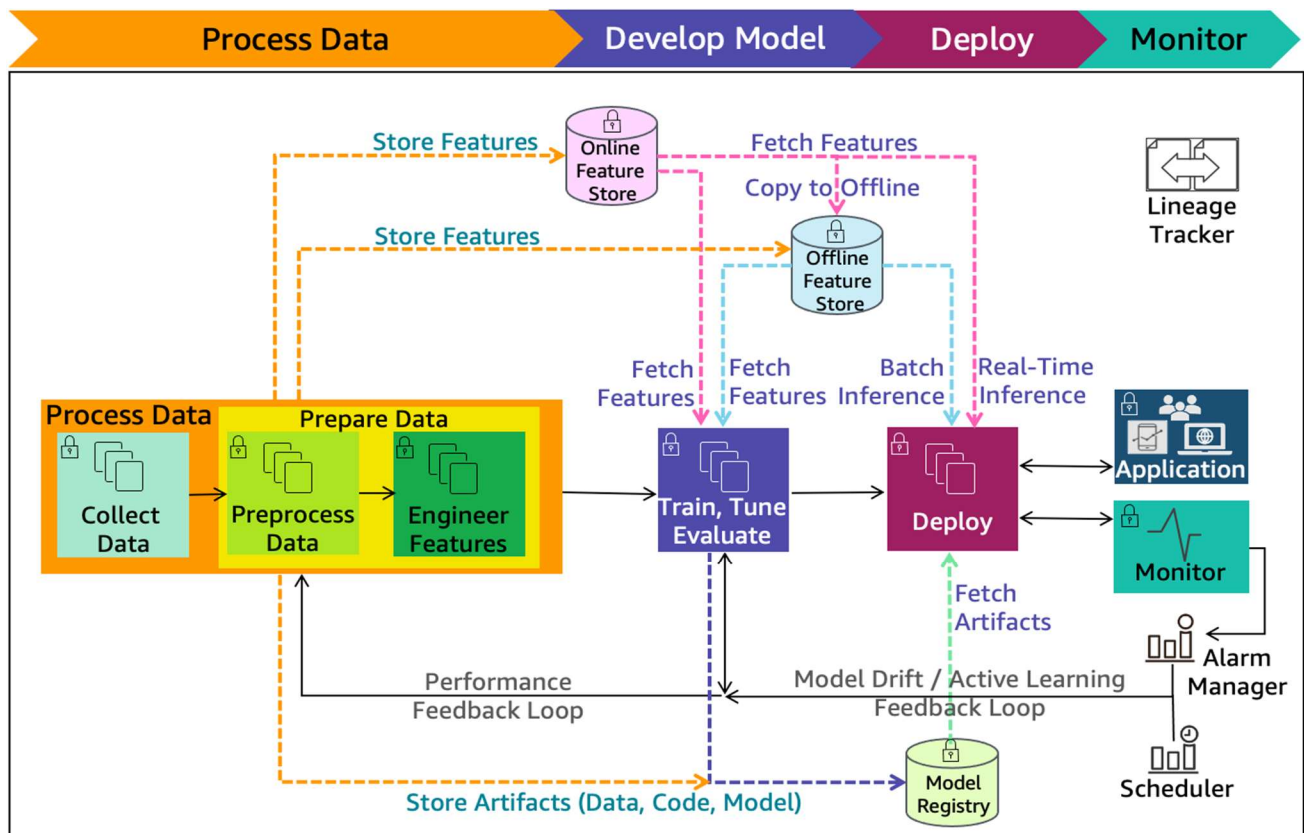 Process Data
Develop Model
Deploy
Monitor
Store Features
Online
Feature
Store
Fetch Features
Copy to Offline
Lineage
Tracker
Store Features
Offline
Feature
Store
Fetch
Features
Fetch
Features
Batch
Inference
Real-Time
Inference
Process Data
Prepare Data
Collect
Data
Preprocess
Data
Engineer
Features
Train, Tune
Evaluate
Deploy
Application
Monitor
Fetch
Artifacts
Alarm
Manager
Performance
Feedback Loop
Model Drift / Active Learning
Feedback Loop
Scheduler
Model
Registry
Store Artifacts (Data, Code, Model)